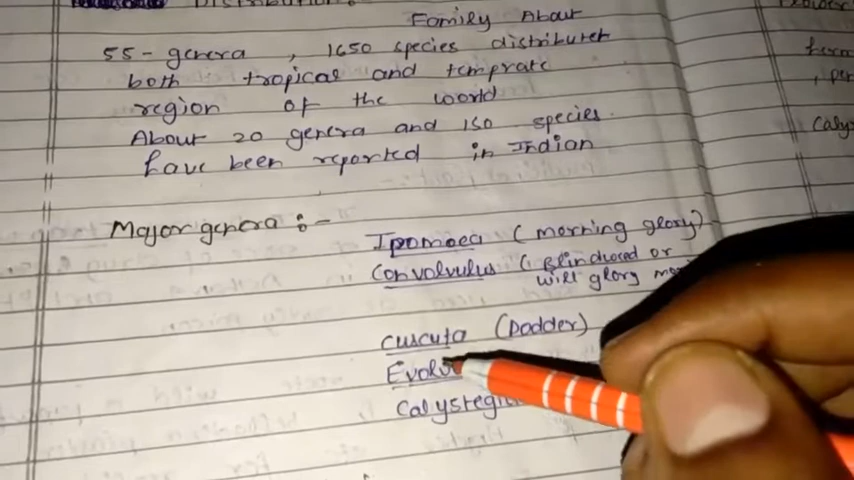 Distribution:
Family About
55-genera, 1650 species distributer
both tropical and temprate
region of the world
About 20 genera and 150 species.
have been reported in Indian
Major genera :-
Ipomoea (morning glory)
Convolvulus (Blindweed or
will glory
Cuscuta (Dodder)
Calystegi